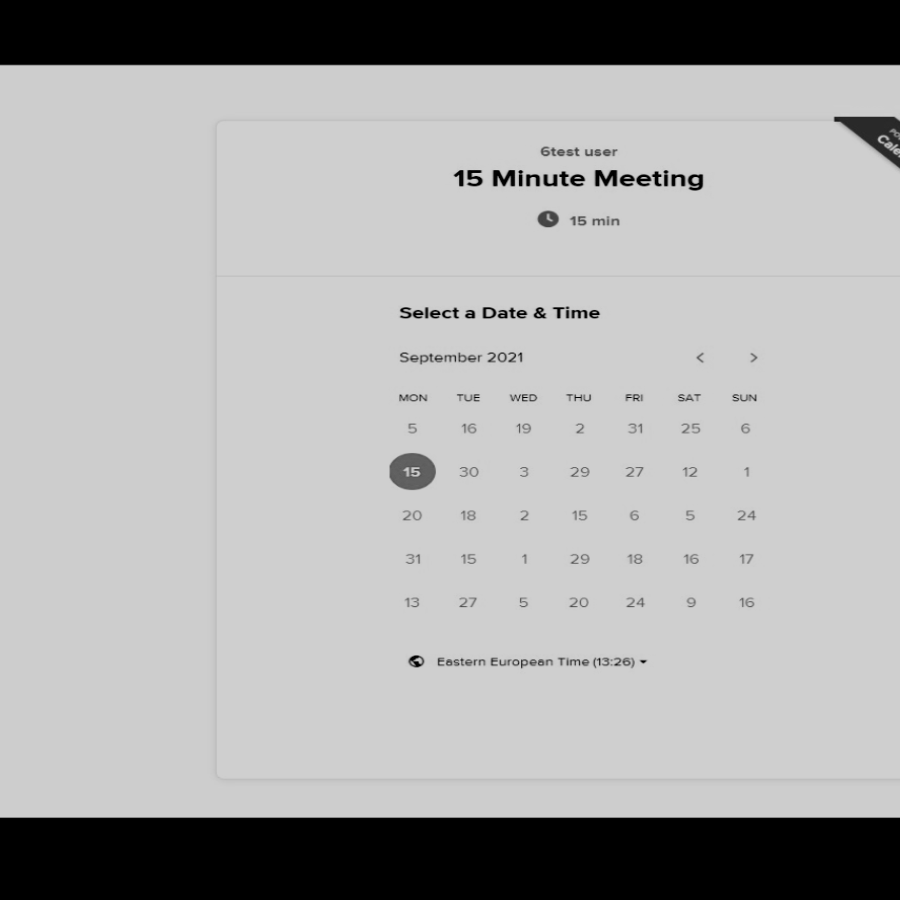 6test user
15 Minute Meeting
15 min
Select a Date & Time
September 2021
MON TUE WED THU FRI SAT SUN
5 16 19 2 31 25 6
15 30 3 29 27 12 1
20 18 2 15 6 5 24
31 15 1 29 18 16 17
13 27 5 20 24 9 16
Eastern European Time (13:26)